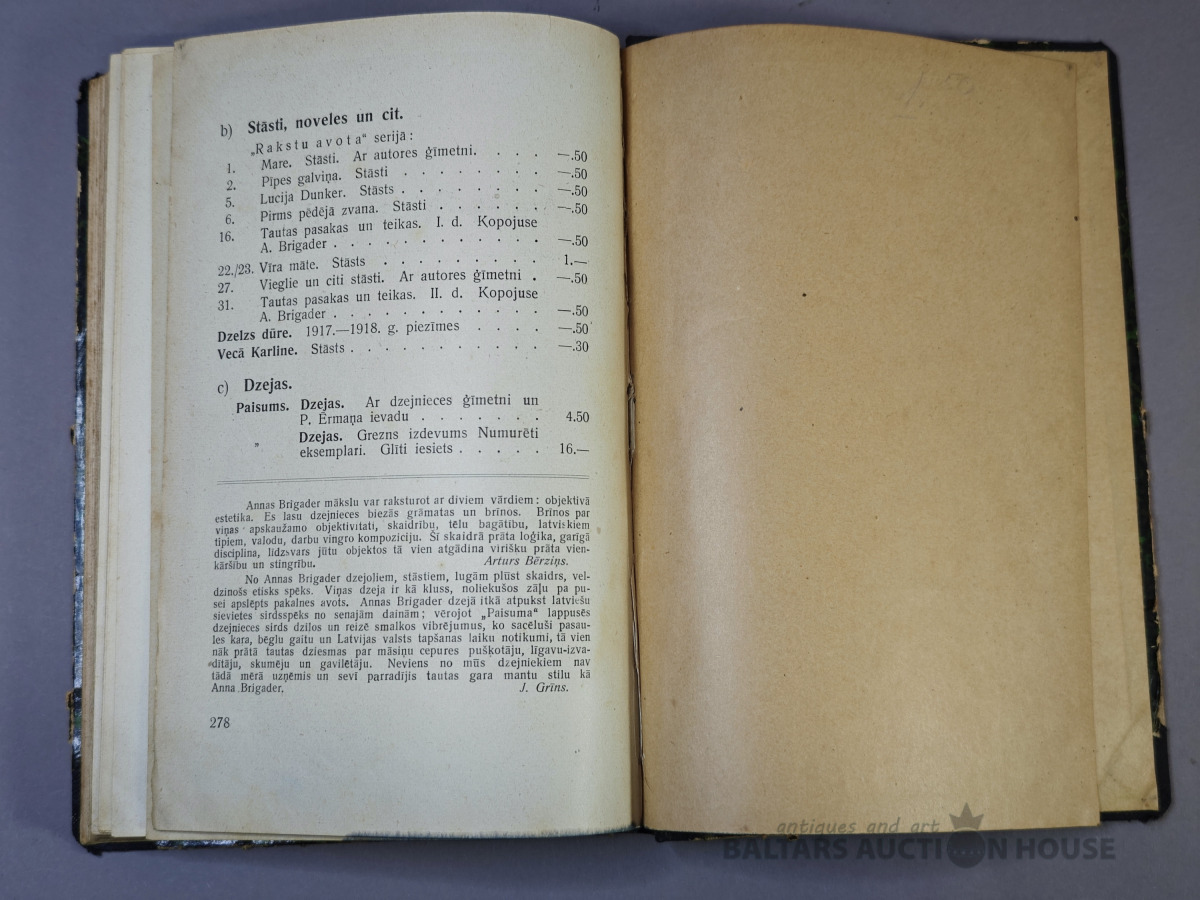 b) Stāsti, noveles un cit.
„Rakstu avota“ serijā:
1. Mare. Stāsti. Ar autores ģīmetni. . . . —.50
2. Pīpes galviņa. Stāsti . . . . . . . . —.50
5. Lucija Dunker. Stāsts . . . . . . . . —.50
6. Pirms pēdējā zvana. Stāsti . . . . . . —.50
16. Tautas pasakas un teikas. I. d. Kopojuse
A. Brigader . . . . . . . . . . . . —.50
22./23. Vīra māte. Stāsts . . . . . . . . . 1.—
27. Vieglie un citi stāsti. Ar autores ģīmetni . —.50
31. Tautas pasakas un teikas. II. d. Kopojuse
A. Brigader . . . . . . . . . . . . —.50
Dzelzs dūre. 1917.—1918. g. piezīmes . . . . —.50
Vecā Karline. Stāsts . . . . . . . . . . . —.30
c) Dzejas.
Paisums. Dzejas. Ar dzejnieces ģīmetni un
P. Ērmaņa ievadu . . . . . . . 4.50
„ Dzejas. Grezns izdevums Numurēti
eksemplari. Glīti iesiets . . . . . 16.—
Annas Brigader mākslu var raksturot ar diviem vārdiem: objektivā
estetika. Es lasu dzejnieces biezās grāmatas un brīnos. Brīnos par
viņas apskaužamo objektivitati, skaidrību, tēlu bagātību, latviskiem
tipiem, valodu, darbu vingro kompoziciju. Šī skaidrā prāta loģika, garīgā
disciplina, līdzsvars jūtu objektos tā vien atgādina vīrišķu prāta vien-
kāršību un stingrību. Arturs Bērziņs.
No Annas Brigader dzejoliem, stāstiem, lugām plūst skaidrs, vel-
dzinošs etisks spēks. Viņas dzeja ir kā kluss, noliekušos zāļu pa pu-
sei apslēpts pakalnes avots. Annas Brigader dzejā itkā atpukst latviešu
sievietes sirdsspēks no senajām dainām; vērojot „Paisuma“ lappusēs
dzejnieces sirds dziļos un reizē smalkos vibrējumus, ko sacēluši pasau-
les kara, bēgļu gaitu un Latvijas valsts tapšanas laiku notikumi, tā vien
nāk prātā tautas dziesmas par māsiņu cepures pušķotāju, līgavu-izva-
dītāju, skumēju un gavilētāju. Neviens no mūs dzejniekiem nav
tādā mērā uzņēmis un sevī parradījis tautas gara mantu stilu kā
Anna Brigader. J. Grīns.
278
antiques and art
BALTARS AUCTION HOUSE